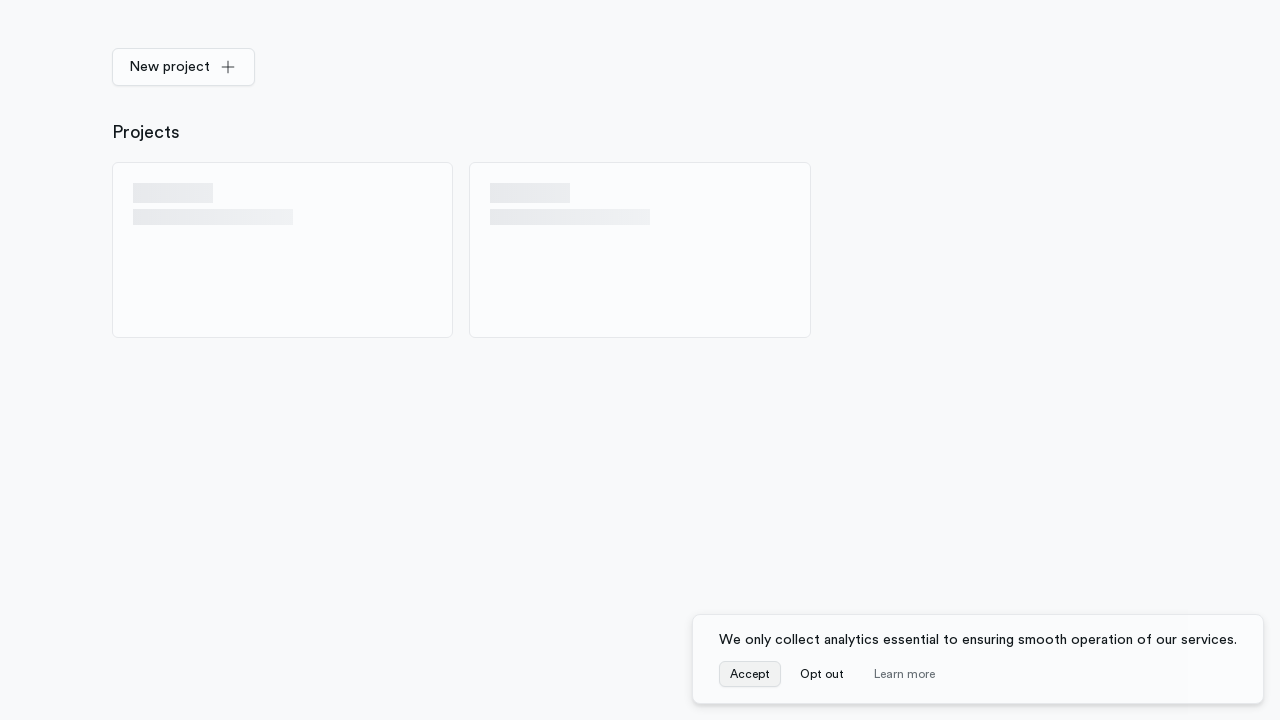 New project
Projects
We only collect analytics essential to ensuring smooth operation of our services.
Accept
Opt out
Learn more